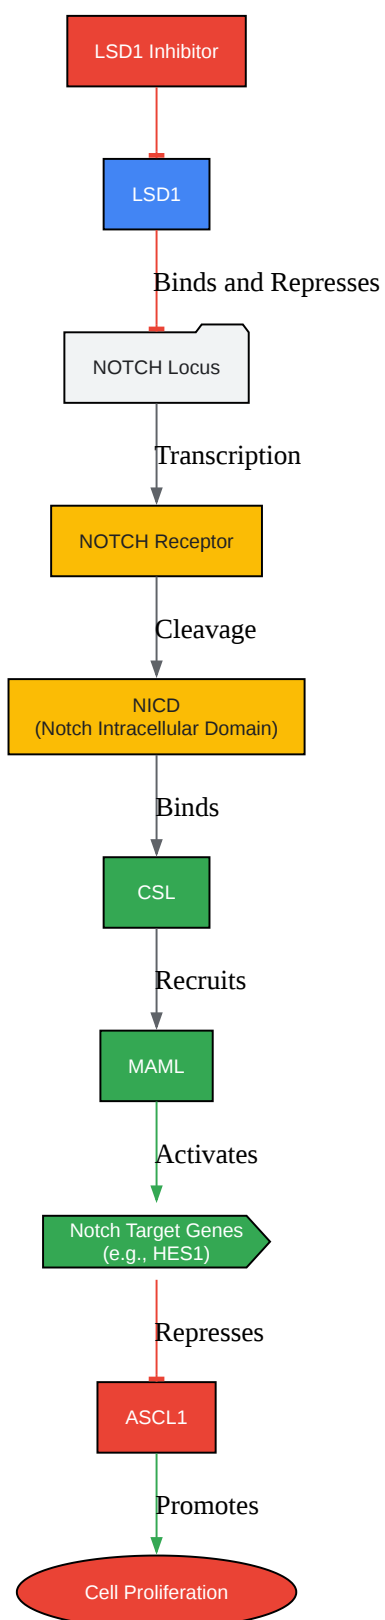 LSD1 Inhibitor
LSD1
Binds and Represses
NOTCH Locus
Transcription
NOTCH Receptor
Cleavage
NICD
(Notch Intracellular Domain)
Binds
CSL
Recruits
MAML
Activates
Notch Target Genes
(e.g., HES1)
Represses
ASCL1
Promotes
Cell Proliferation